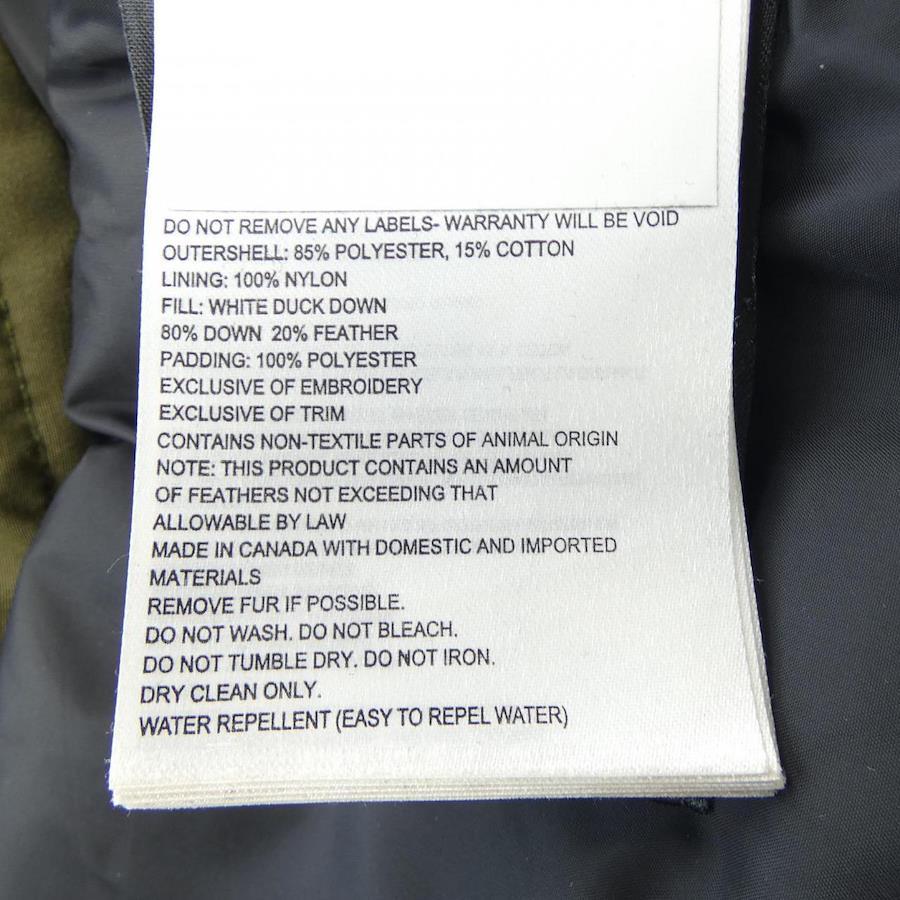 DO NOT REMOVE ANY LABELS- WARRANTY WILL BE VOID
OUTERSHELL: 85% POLYESTER, 15% COTTON
LINING: 100% NYLON
FILL: WHITE DUCK DOWN
80% DOWN 20% FEATHER
PADDING: 100% POLYESTER
EXCLUSIVE OF EMBROIDERY
EXCLUSIVE OF TRIM
CONTAINS NON-TEXTILE PARTS OF ANIMAL ORIGIN
NOTE: THIS PRODUCT CONTAINS AN AMOUNT
OF FEATHERS NOT EXCEEDING THAT
ALLOWABLE BY LAW
MADE IN CANADA WITH DOMESTIC AND IMPORTED
MATERIALS
REMOVE FUR IF POSSIBLE.
DO NOT WASH. DO NOT BLEACH.
DO NOT TUMBLE DRY. DO NOT IRON.
DRY CLEAN ONLY.
WATER REPELLENT (EASY TO REPEL WATER)